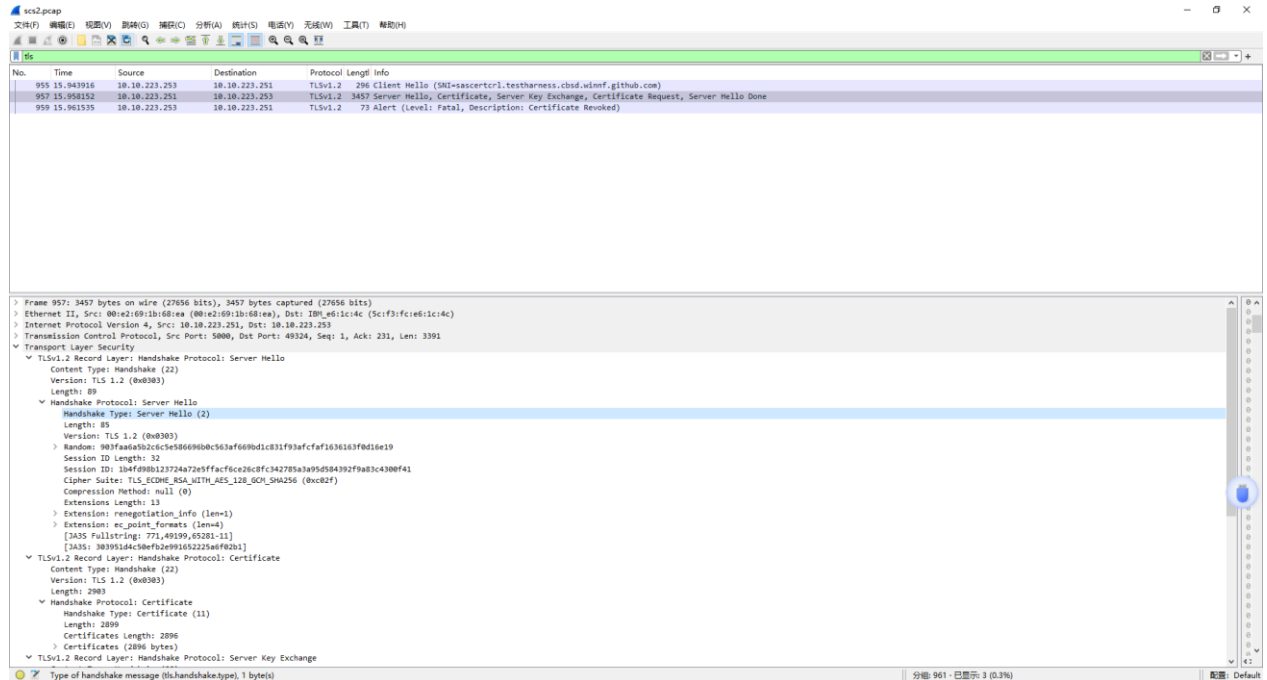 scs2.pcap
文件(F) 编辑(E) 视图(V) 跳转(G) 捕获(C) 分析(A) 统计(S) 电话(Y) 无线(W) 工具(T) 帮助(H)
tls
No. Time Source Destination Protocol Lengtl Info
955 15.943916 10.10.223.253 10.10.223.251 TLSv1.2 296 Client Hello (SNI=sascertcrl.testharness.cbsd.winnf.github.com)
957 15.958152 10.10.223.251 10.10.223.253 TLSv1.2 3457 Server Hello, Certificate, Server Key Exchange, Certificate Request, Server Hello Done
959 15.961535 10.10.223.253 10.10.223.251 TLSv1.2 73 Alert (Level: Fatal, Description: Certificate Revoked)
Frame 957: 3457 bytes on wire (27656 bits), 3457 bytes captured (27656 bits)
Ethernet II, Src: 00:e2:69:1b:68:ea (00:e2:69:1b:68:ea), Dst: IBM_e6:1c:4c (5c:f3:fc:e6:1c:4c)
Internet Protocol Version 4, Src: 10.10.223.251, Dst: 10.10.223.253
Transmission Control Protocol, Src Port: 5000, Dst Port: 49324, Seq: 1, Ack: 231, Len: 3391
Transport Layer Security
TLSv1.2 Record Layer: Handshake Protocol: Server Hello
Content Type: Handshake (22)
Version: TLS 1.2 (0x0303)
Length: 89
Handshake Protocol: Server Hello
Handshake Type: Server Hello (2)
Length: 85
Version: TLS 1.2 (0x0303)
Random: 903faa6a5b2c6c5e586696b0c563af669bd1c831f93afcfaf1636163f0d16e19
Session ID Length: 32
Session ID: 1b4fd98b123724a72e5ffacf6ce26c8fc342785a3a95d584392f9a83c4300f41
Cipher Suite: TLS_ECDHE_RSA_WITH_AES_128_GCM_SHA256 (0xc02f)
Compression Method: null (0)
Extensions Length: 13
Extension: renegotiation_info (len=1)
Extension: ec_point_formats (len=4)
[JA3S Fullstring: 771,49199,65281-11]
[JA3S: 303951d4c50efb2e991652225a6f02b1]
TLSv1.2 Record Layer: Handshake Protocol: Certificate
Content Type: Handshake (22)
Version: TLS 1.2 (0x0303)
Length: 2903
Handshake Protocol: Certificate
Handshake Type: Certificate (11)
Length: 2899
Certificates Length: 2896
Certificates (2896 bytes)
TLSv1.2 Record Layer: Handshake Protocol: Server Key Exchange
Type of handshake message (tls.handshake.type), 1 byte(s)
分组: 961 · 已显示: 3 (0.3%)
配置: Default